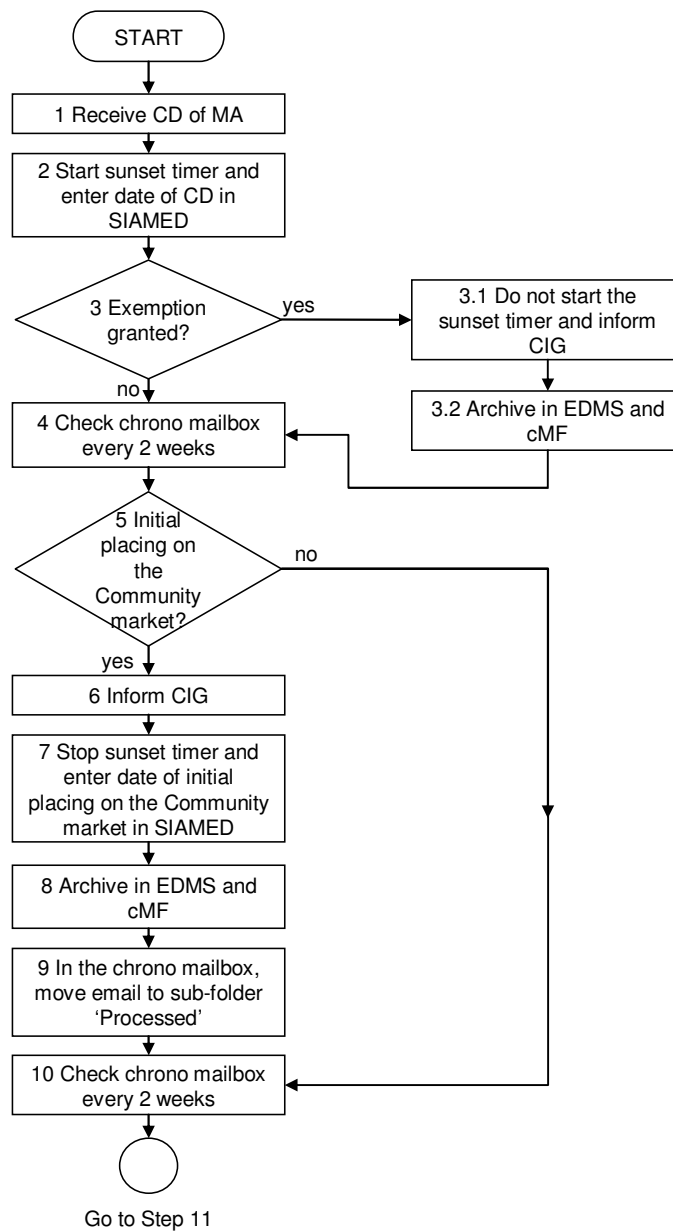 START
1 Receive CD of MA
2 Start sunset timer and
enter date of CD in
SIAMED
3 Exemption
granted?
yes
3.1 Do not start the
sunset timer and inform
CIG
3.2 Archive in EDMS and
cMF
no
4 Check chrono mailbox
every 2 weeks
5 Initial
placing on
the
Community
market?
no
yes
6 Inform CIG
7 Stop sunset timer and
enter date of initial
placing on the Community
market in SIAMED
8 Archive in EDMS and
cMF
9 In the chrono mailbox,
move email to sub-folder
‘Processed’
10 Check chrono mailbox
every 2 weeks
Go to Step 11